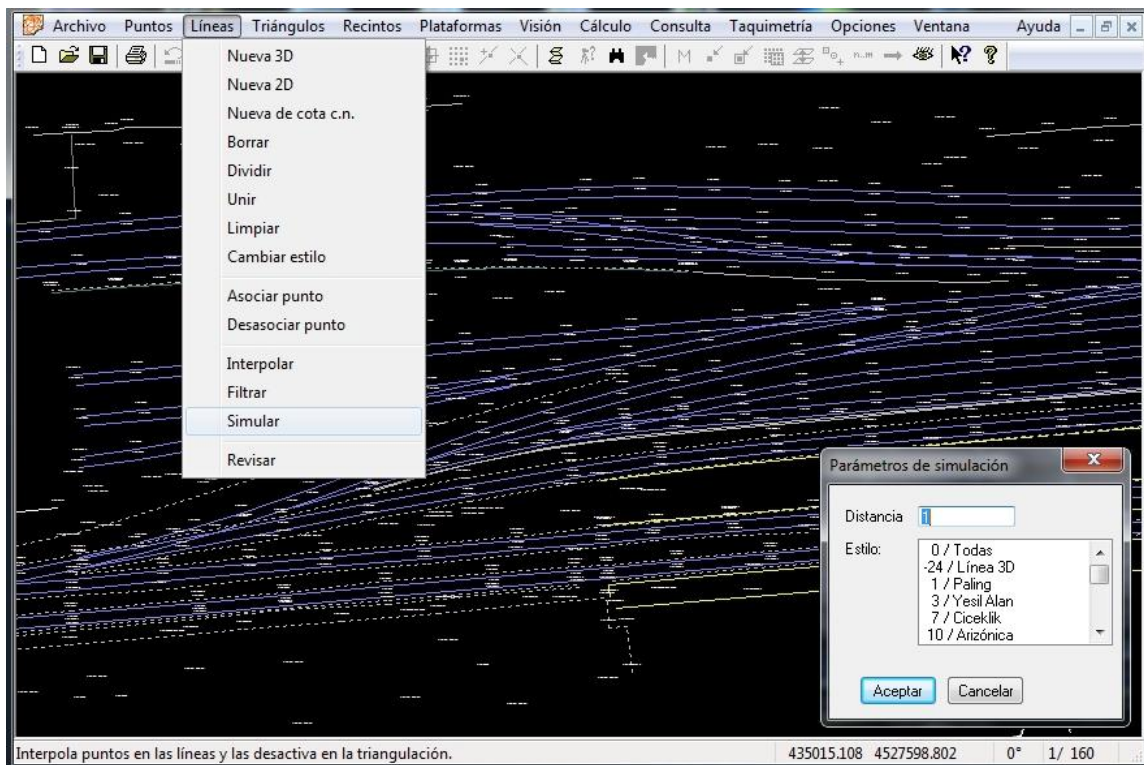 Archivo Puntos Líneas Triángulos Recintos Plataformas Visión Cálculo Consulta Taquimetría Opciones Ventana Ayuda
Nueva 3D
Nueva 2D
Nueva de cota c.n.
Borrar
Dividir
Unir
Limpiar
Cambiar estilo
Asociar punto
Desasociar punto
Interpolar
Filtrar
Simular
Revisar
Parámetros de simulación
Distancia 1
Estilo:
0 / Todas
-24 / Línea 3D
1 / Paling
3 / Yesil Alan
7 / Ciceklik
10 / Arizónica
Aceptar Cancelar
Interpola puntos en las líneas y las desactiva en la triangulación. 435015.108 4527598.802 0° 1/ 160